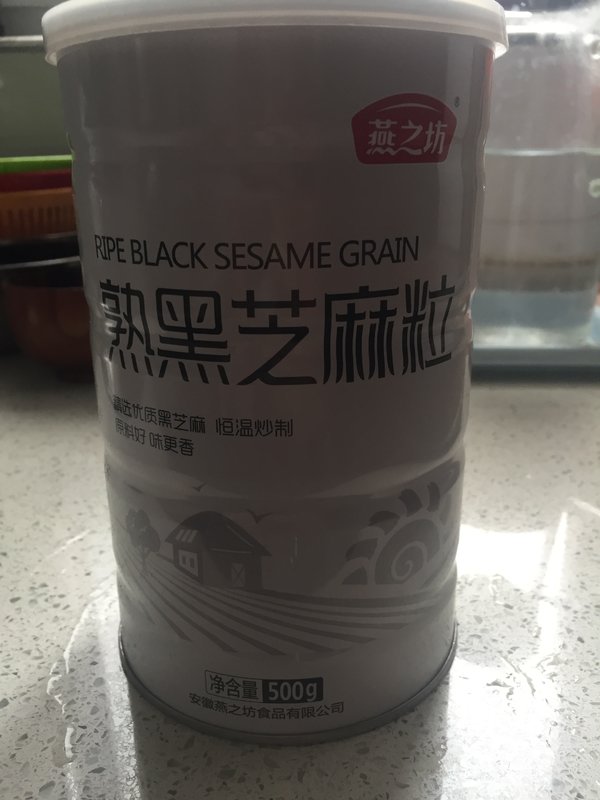 燕之坊®
RIPE BLACK SESAME GRAIN
熟黑芝麻粒
精选优质黑芝麻 恒温炒制
原料好 味更香
净含量 500g
安徽燕之坊食品有限公司